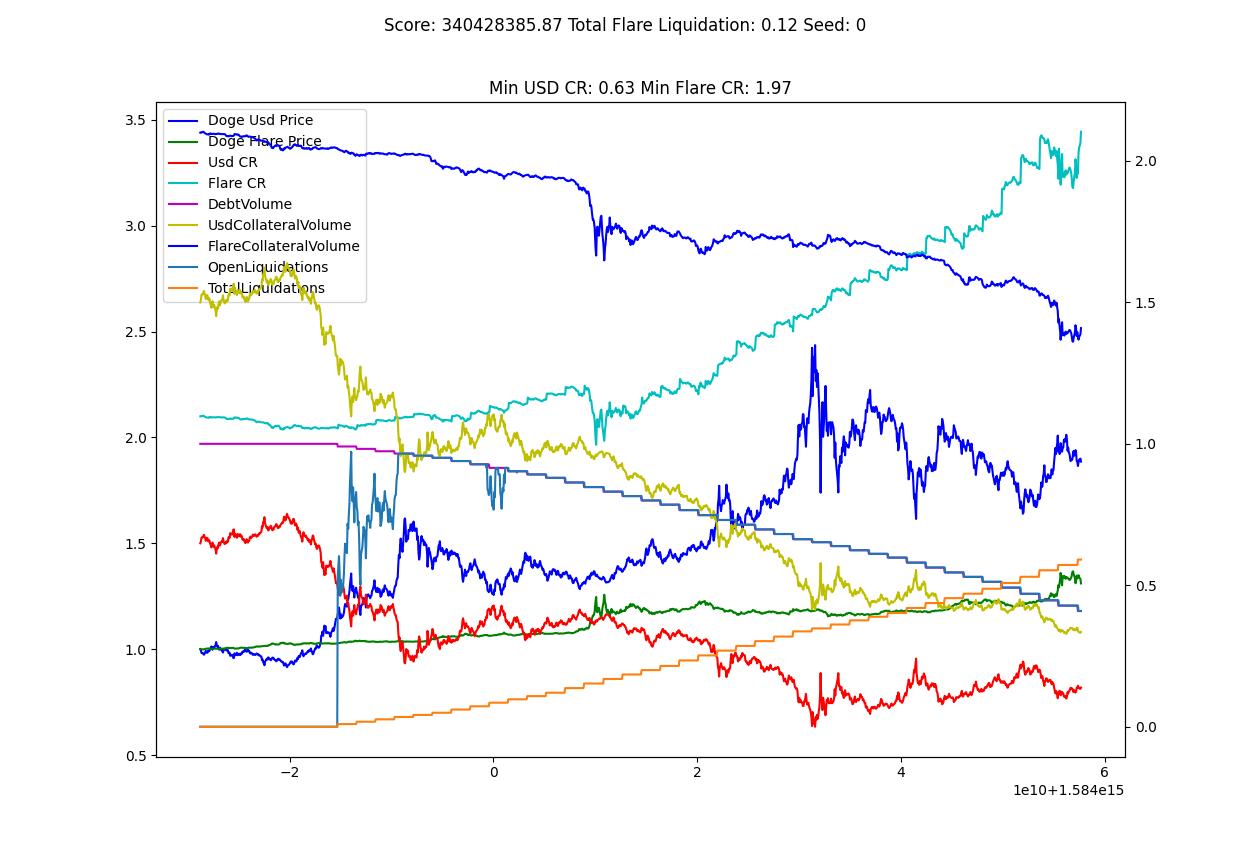 Score: 340428385.87 Total Flare Liquidation: 0.12 Seed: 0
Min USD CR: 0.63 Min Flare CR: 1.97
Doge Usd Price
Doge Flare Price
Usd CR
Flare CR
DebtVolume
UsdCollateralVolume
FlareCollateralVolume
OpenLiquidations
TotalLiquidations
3.5
3.0
2.5
2.0
1.5
1.0
0.5
2.0
1.5
1.0
0.5
0.0
−2
0
2
4
6
1e10+1.584e15